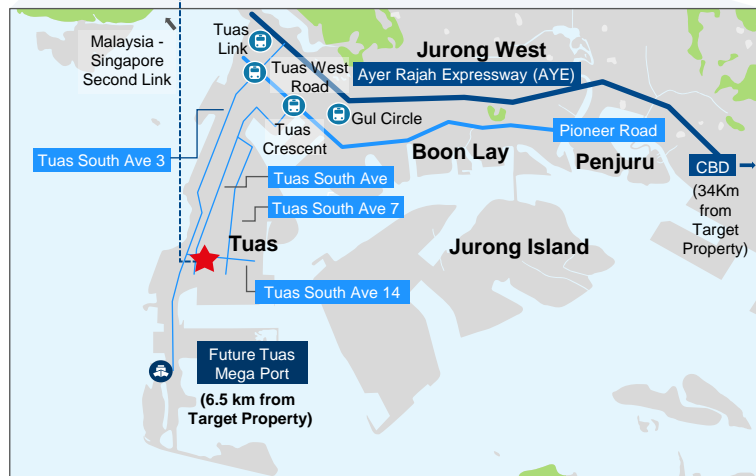 Malaysia -
Singapore
Second Link
Tuas
Link
Jurong West
Ayer Rajah Expressway (AYE)
Tuas West
Road
Gul Circle
Tuas
Crescent
Pioneer Road
Boon Lay
Penjuru
Tuas South Ave 3
CBD
(34Km
from
Target
Property)
Tuas South Ave
Tuas South Ave 7
Tuas
Jurong Island
Tuas South Ave 14
Future Tuas
Mega Port
(6.5 km from
Target Property)